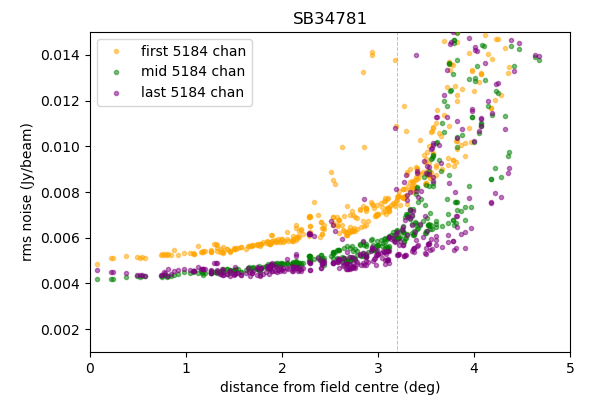 SB34781
first 5184 chan
mid 5184 chan
last 5184 chan
0.014
0.012
0.010
0.008
0.006
0.004
0.002
rms noise (Jy/beam)
0 1 2 3 4 5
distance from field centre (deg)